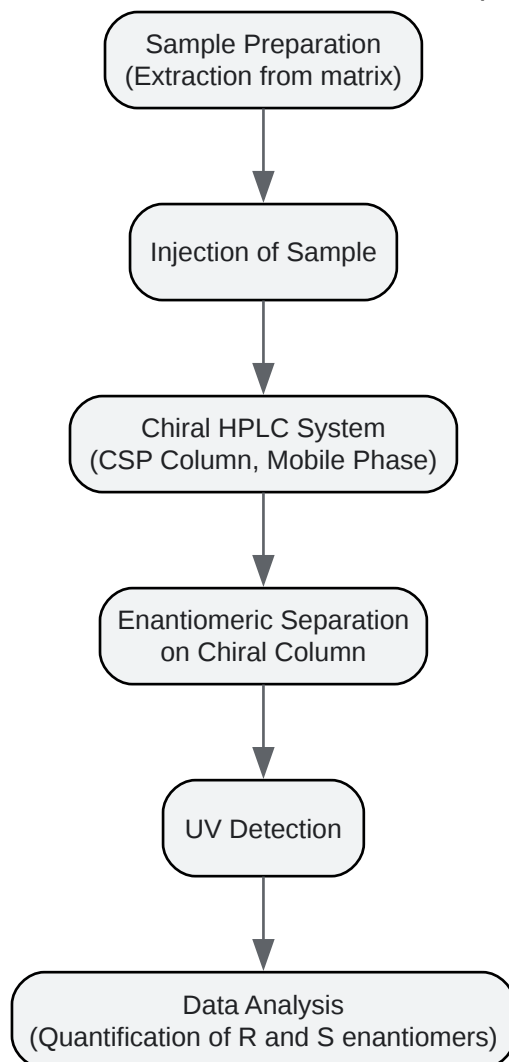 Sample Preparation
(Extraction from matrix)
Injection of Sample
Chiral HPLC System
(CSP Column, Mobile Phase)
Enantiomeric Separation
on Chiral Column
UV Detection
Data Analysis
(Quantification of R and S enantiomers)